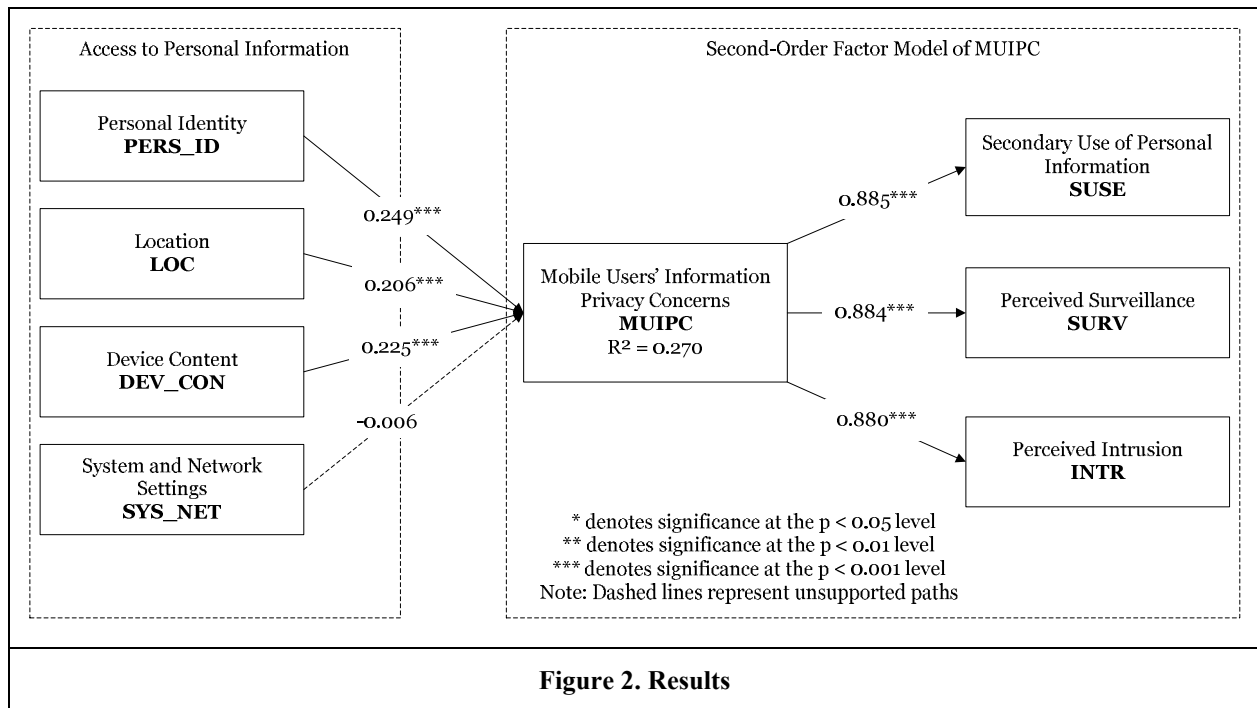 Access to Personal Information
Personal Identity
PERS_ID
Location
LOC
Device Content
DEV_CON
System and Network
Settings
SYS_NET
0.249***
0.206***
0.225***
-0.006
Second-Order Factor Model of MUIPC
Mobile Users' Information
Privacy Concerns
MUIPC
R² = 0.270
0.885***
0.884***
0.880***
Secondary Use of Personal
Information
SUSE
Perceived Surveillance
SURV
Perceived Intrusion
INTR
* denotes significance at the p < 0.05 level
** denotes significance at the p < 0.01 level
*** denotes significance at the p < 0.001 level
Note: Dashed lines represent unsupported paths
Figure 2. Results